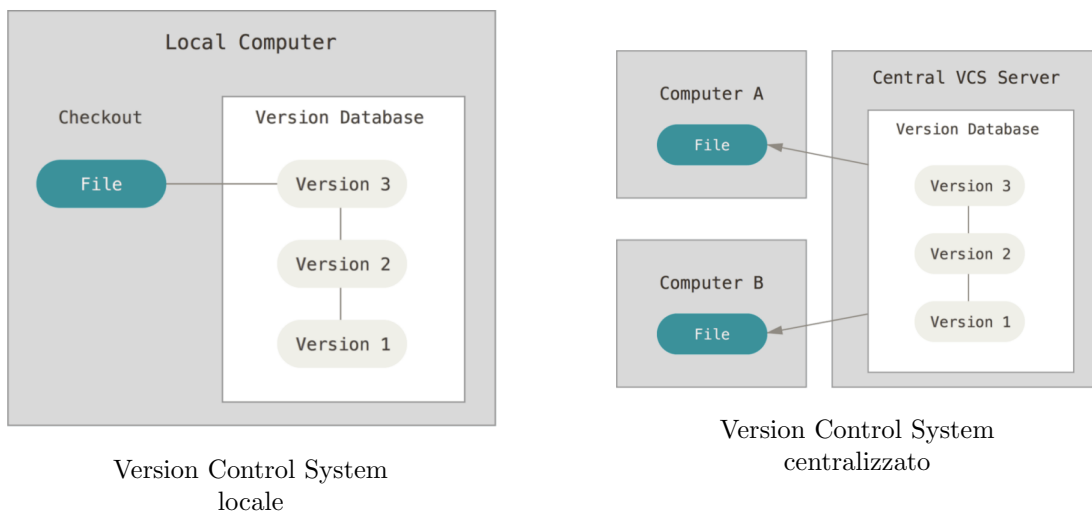 Local Computer
Checkout
Version Database
File
Version 3
Version 2
Version 1
Version Control System
locale
Computer A
File
Computer B
File
Central VCS Server
Version Database
Version 3
Version 2
Version 1
Version Control System
centralizzato